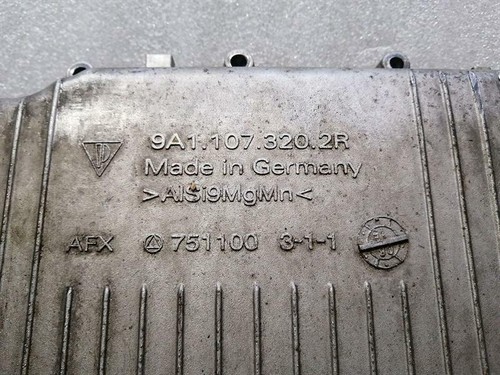 9A1.107.320.2R
Made in Germany
>AlSi9MgMn<
AFX 751100 3-1-1